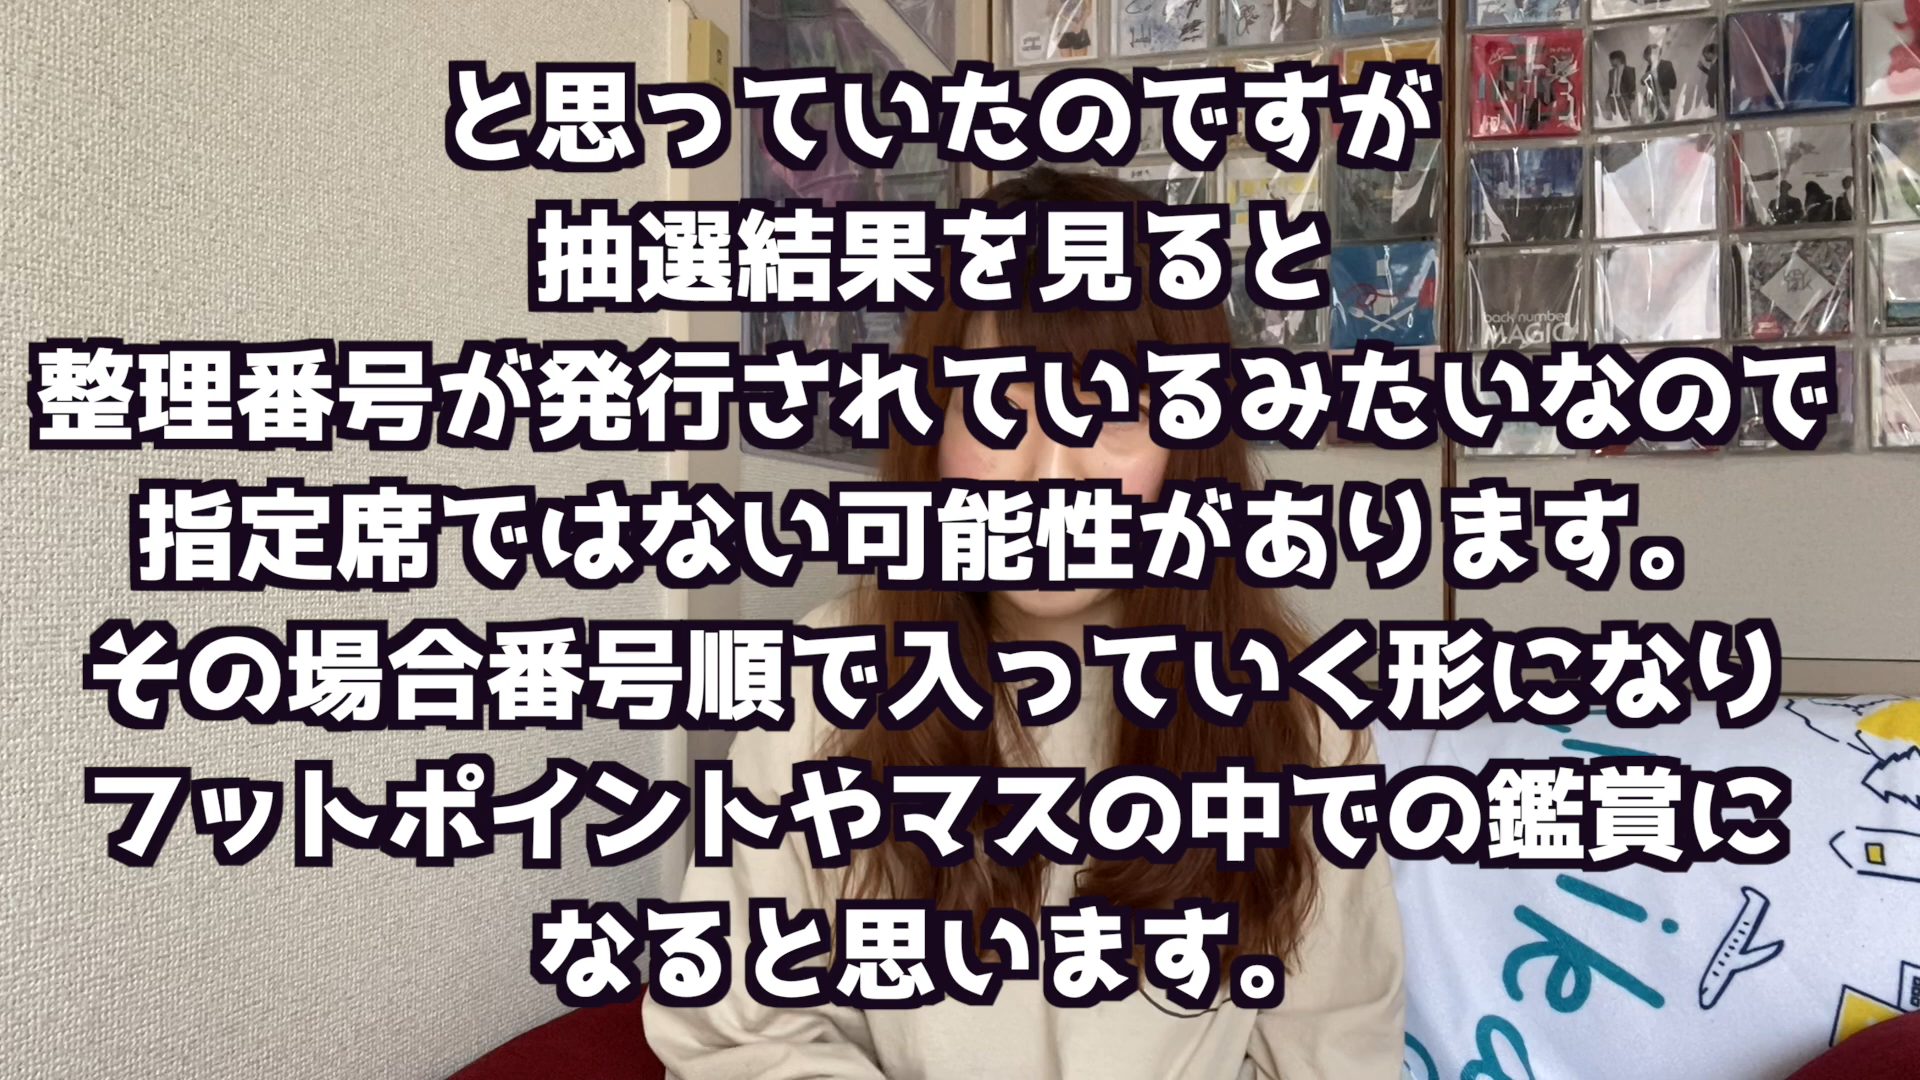 と思っていたのですが
抽選結果を見ると
整理番号が発行されているみたいなので
指定席ではない可能性があります。
その場合番号順で入っていく形になり
フットポイントやマスの中での鑑賞に
なると思います。
back number
MAGIC
hope